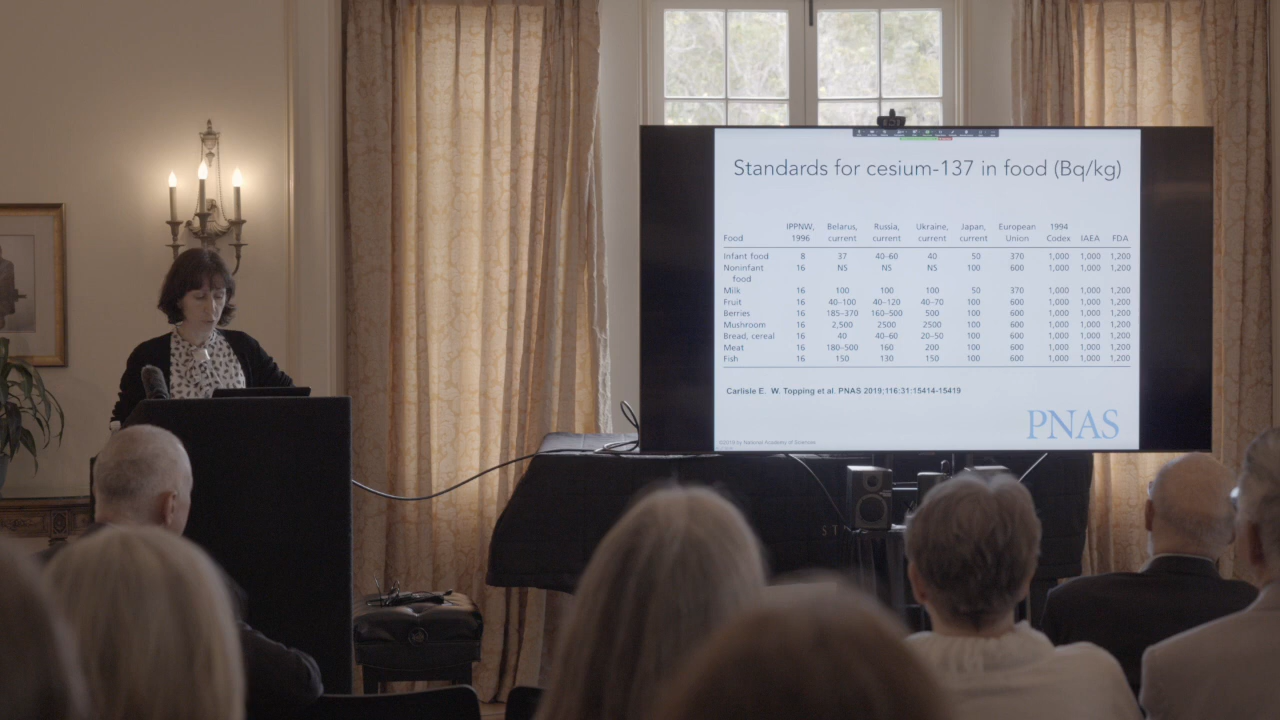 Standards for cesium-137 in food (Bq/kg)
IPPNW, Belarus, Russia, Ukraine, Japan, European 1994
Food 1996 current current current current Union Codex IAEA FDA
Infant food 8 37 40–60 40 50 370 1,000 1,000 1,200
Noninfant 16 NS NS NS 100 600 1,000 1,000 1,200
food
Milk 16 100 100 100 50 370 1,000 1,000 1,200
Fruit 16 40–100 40–120 40–70 100 600 1,000 1,000 1,200
Berries 16 185–370 160–500 500 100 600 1,000 1,000 1,200
Mushroom 16 2,500 2500 2500 100 600 1,000 1,000 1,200
Bread, cereal 16 40 40–60 20–50 100 600 1,000 1,000 1,200
Meat 16 180–500 160 200 100 600 1,000 1,000 1,200
Fish 16 150 130 150 100 600 1,000 1,000 1,200
Carlisle E. W. Topping et al. PNAS 2019;116:31:15414-15419
PNAS
©2019 by National Academy of Sciences